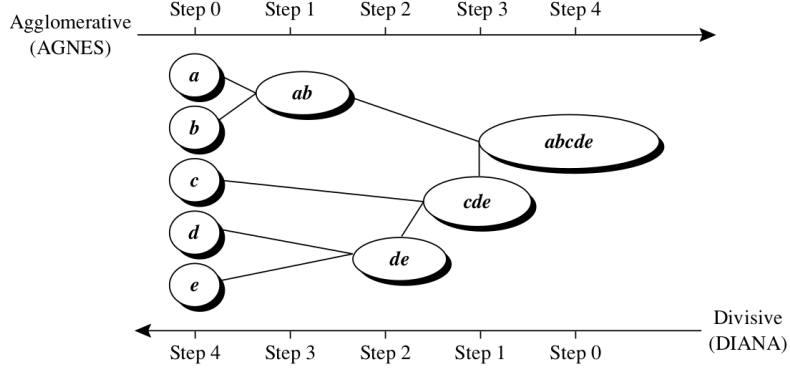 Step 0 Step 1 Step 2 Step 3 Step 4
Agglomerative
(AGNES)
a
ab
b
abcde
c
cde
d
de
e
Divisive
(DIANA)
Step 4 Step 3 Step 2 Step 1 Step 0